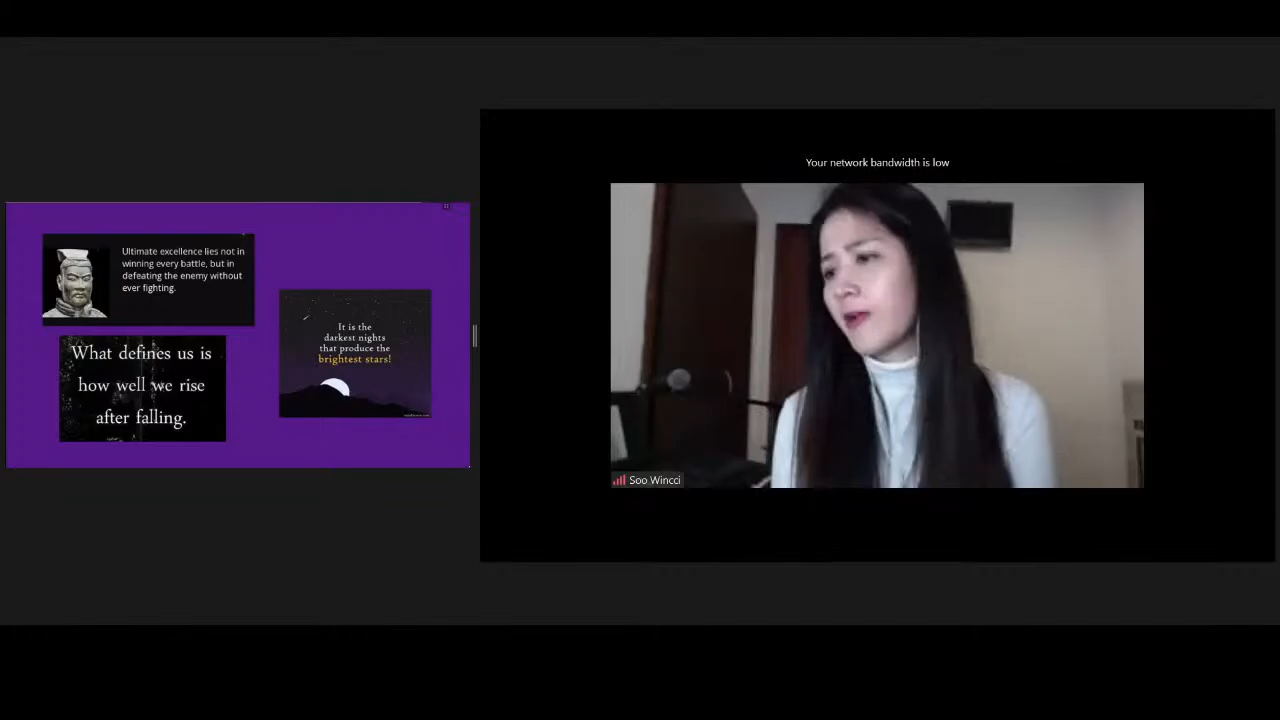 Ultimate excellence lies not in
winning every battle, but in
defeating the enemy without
ever fighting.
What defines us is
how well we rise
after falling.
It is the
darkest nights
that produce the
brightest stars!
Your network bandwidth is low
Soo Wincci